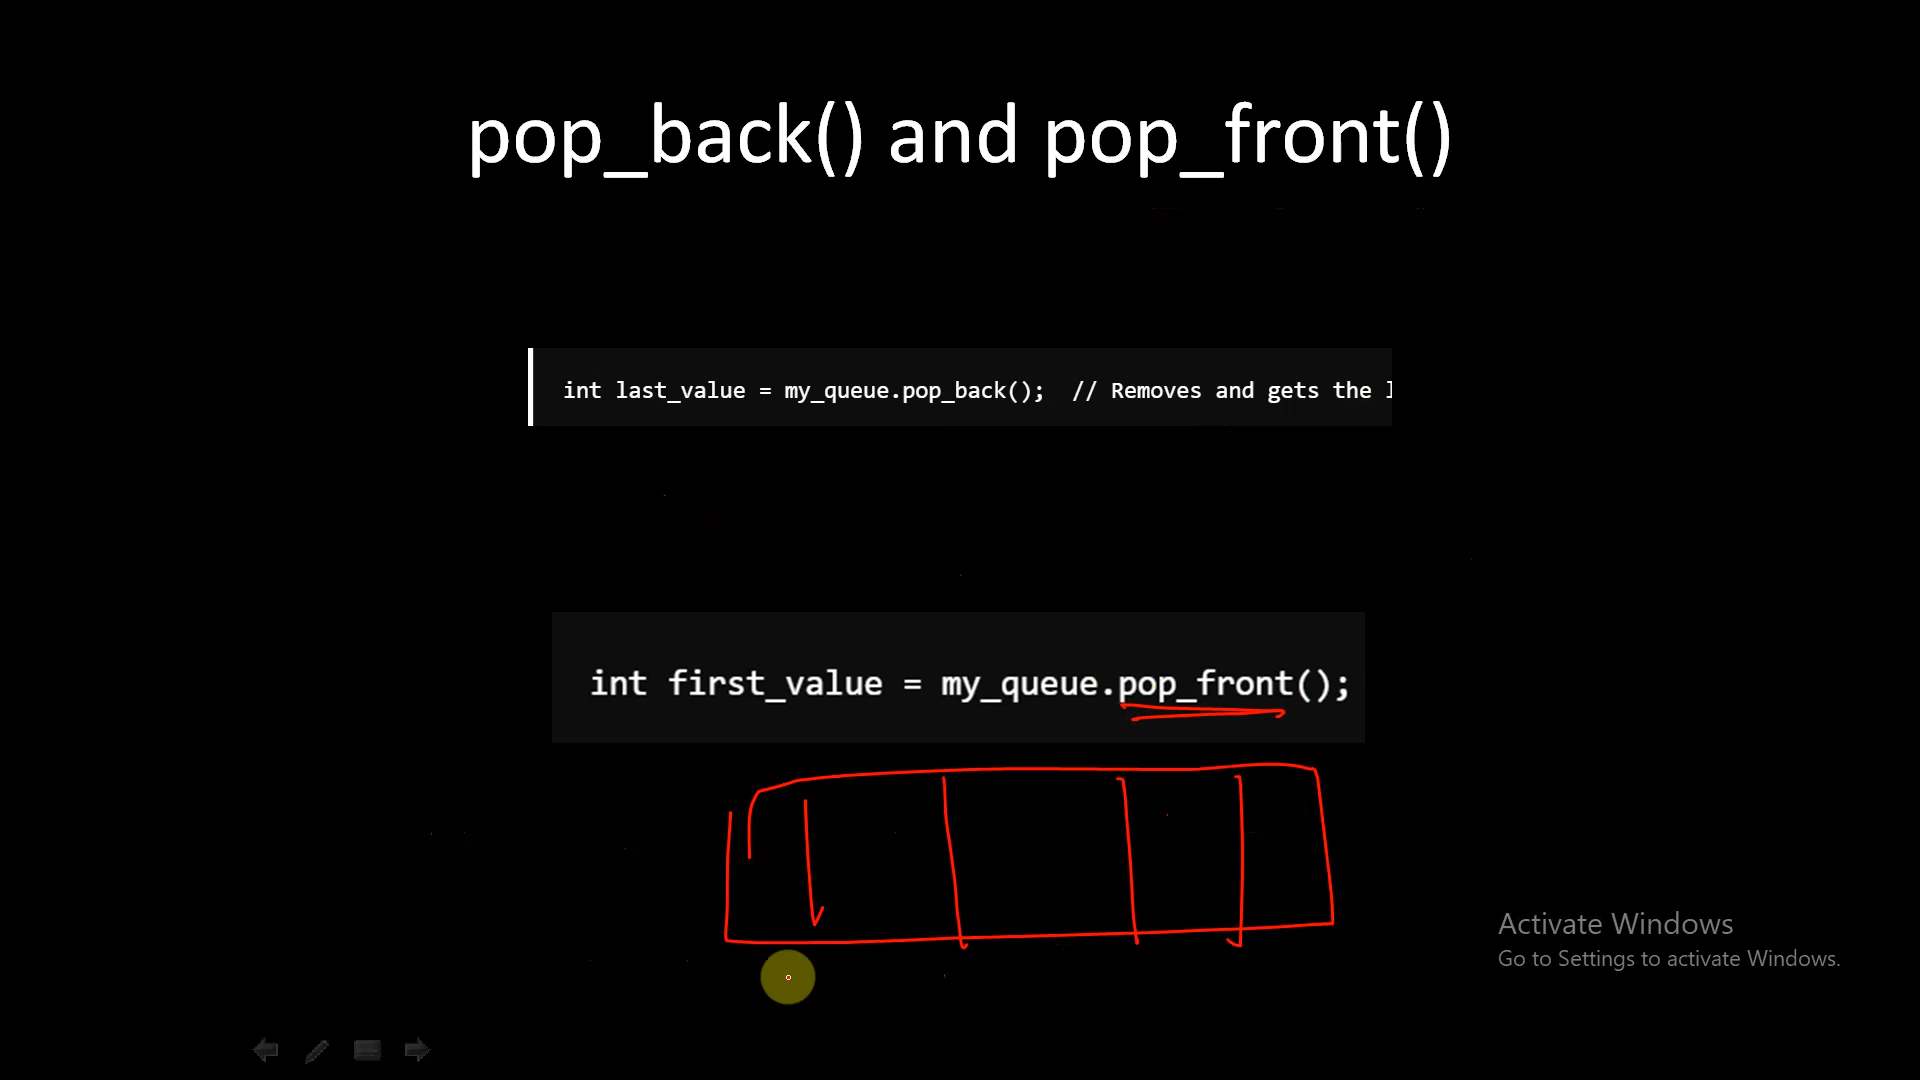 pop_back() and pop_front()
int last_value = my_queue.pop_back();  // Removes and gets the
int first_value = my_queue.pop_front();
Activate Windows
Go to Settings to activate Windows.